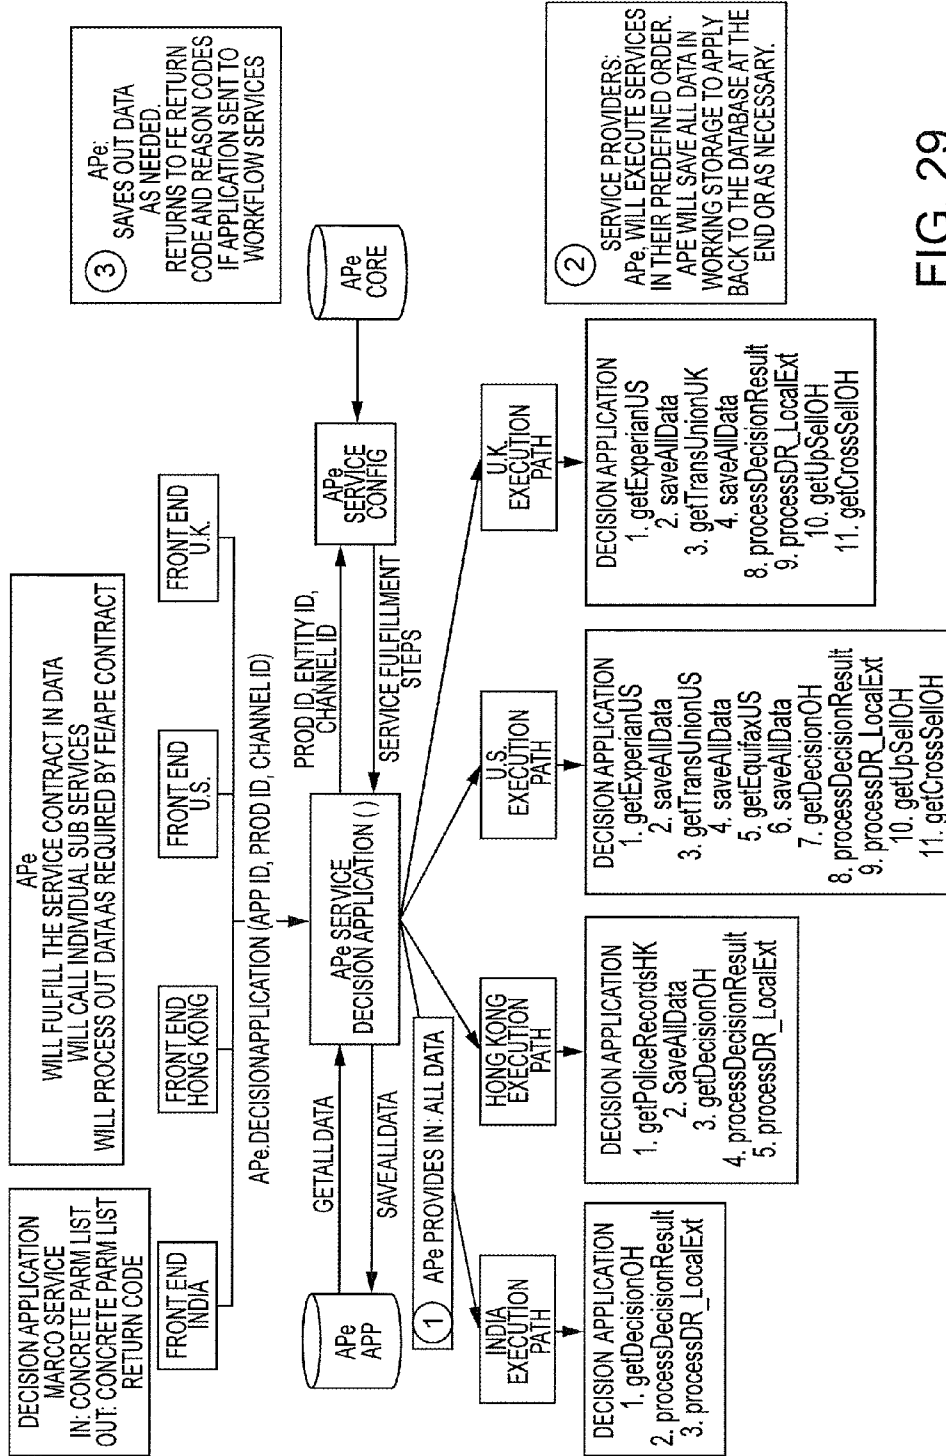 DECISION APPLICATION
MARCO SERVICE
IN: CONCRETE PARM LIST
OUT: CONCRETE PARM LIST
RETURN CODE
APe
WILL FULFILL THE SERVICE CONTRACT IN DATA
WILL CALL INDIVIDUAL SUB SERVICES
WILL PROCESS OUT DATA AS REQUIRED BY FE/APE CONTRACT
3
APe:
SAVES OUT DATA
AS NEEDED.
RETURNS TO FE RETURN
CODE AND REASON CODES
IF APPLICATION SENT TO
WORKFLOW SERVICES
FRONT END
INDIA
FRONT END
HONG KONG
FRONT END
U.S.
FRONT END
U.K.
APe.DECISIONAPPLICATION (APP ID, PROD ID, CHANNEL ID)
APe
APP
GETALLDATA
SAVEALLDATA
APe SERVICE
DECISION APPLICATION ( )
PROD ID, ENTITY ID,
CHANNEL ID
SERVICE FULFILLMENT
STEPS
APe
SERVICE
CONFIG
APe
CORE
1
APe PROVIDES IN: ALL DATA
INDIA
EXECUTION
PATH
HONG KONG
EXECUTION
PATH
U.S.
EXECUTION
PATH
U.K.
EXECUTION
PATH
2
SERVICE PROVIDERS:
APe, WILL EXECUTE SERVICES
IN THEIR PREDEFINED ORDER.
APE WILL SAVE ALL DATA IN
WORKING STORAGE TO APPLY
BACK TO THE DATABASE AT THE
END OR AS NECESSARY.
DECISION APPLICATION
1. getDecisionOH
2. processDecisionResult
3. processDR_LocalExt
DECISION APPLICATION
1. getPoliceRecordsHK
2. SaveAllData
3. getDecisionOH
4. processDecisionResult
5. processDR_LocalExt
DECISION APPLICATION
1. getExperianUS
2. saveAllData
3. getTransUnionUS
4. saveAllData
5. getEquifaxUS
6. saveAllData
7. getDecisionOH
8. processDecisionResult
9. processDR_LocalExt
10. getUpSellOH
11. getCrossSellOH
DECISION APPLICATION
1. getExperianUS
2. saveAllData
3. getTransUnionUK
4. saveAllData
8. processDecisionResult
9. processDR_LocalExt
10. getUpSellOH
11. getCrossSellOH
FIG. 29